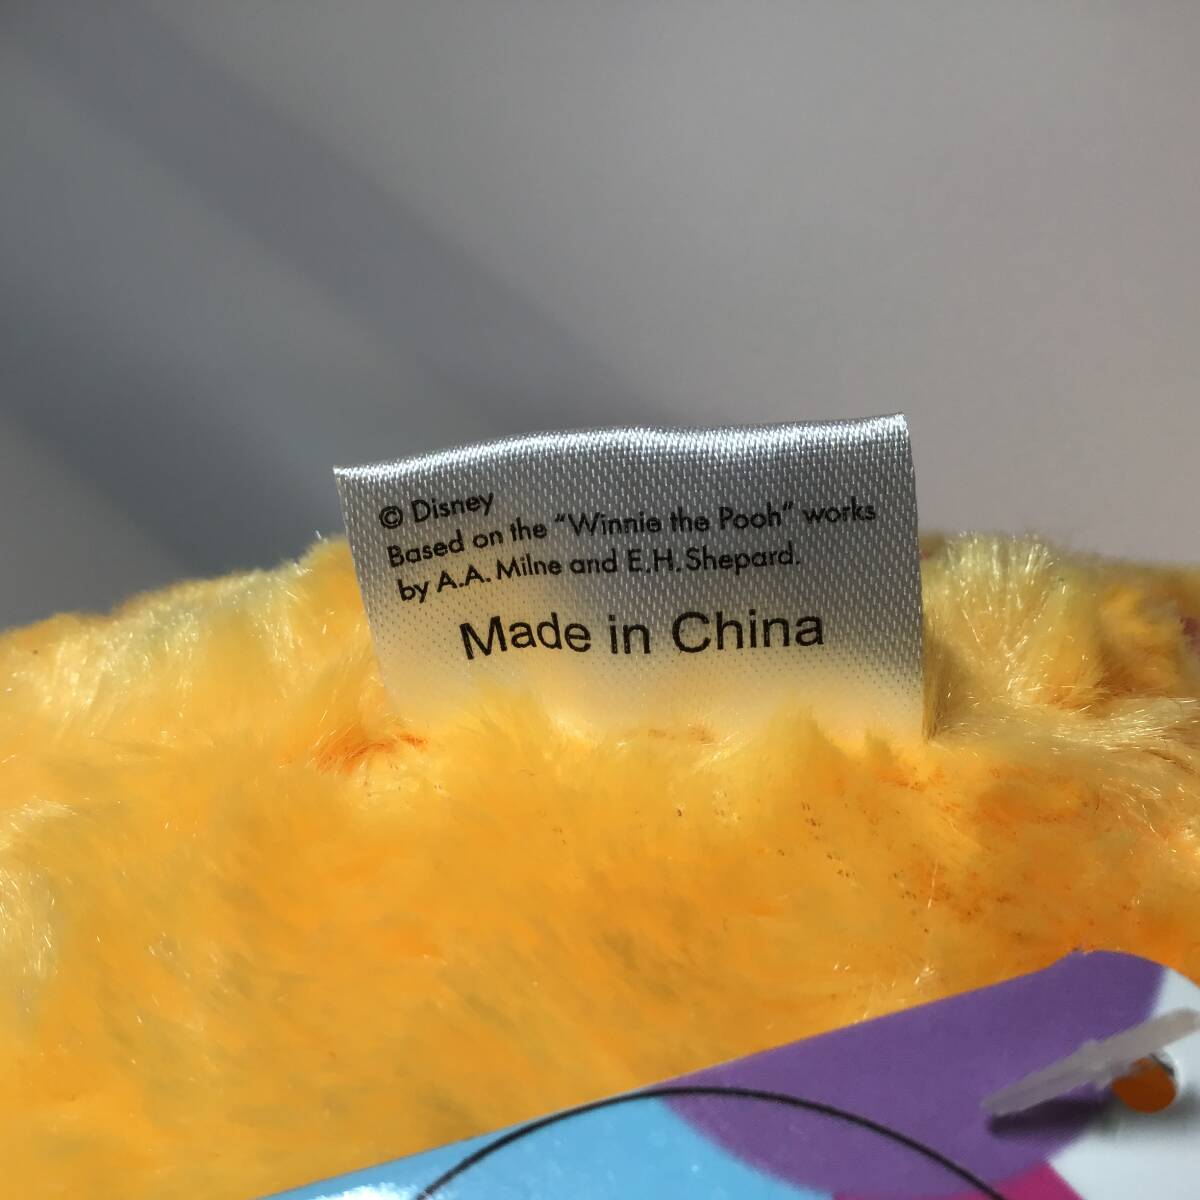 © Disney
Based on the "Winnie the Pooh" works
by A.A. Milne and E.H. Shepard.
Made in China